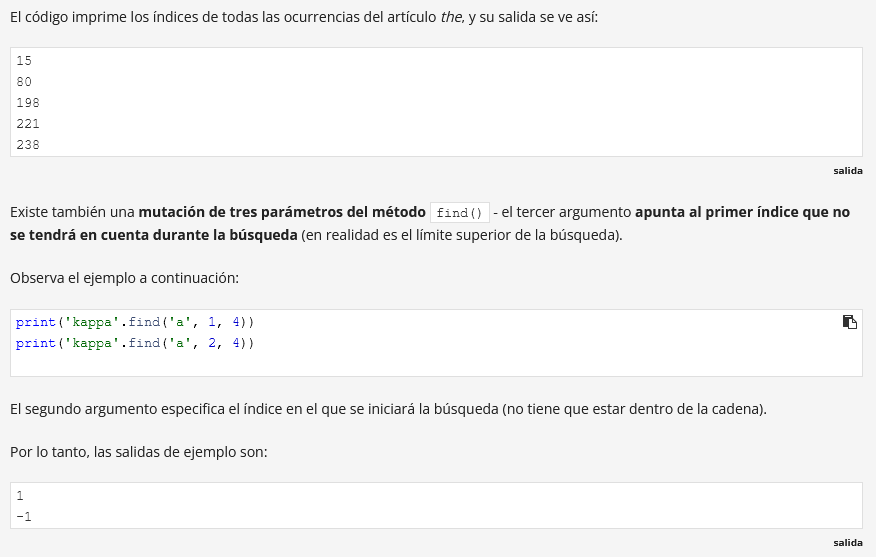 El código imprime los índices de todas las ocurrencias del artículo the, y su salida se ve así:
15
80
198
221
238
salida
Existe también una mutación de tres parámetros del método find() - el tercer argumento apunta al primer índice que no
se tendrá en cuenta durante la búsqueda (en realidad es el límite superior de la búsqueda).
Observa el ejemplo a continuación:
print('kappa'.find('a', 1, 4))
print('kappa'.find('a', 2, 4))
El segundo argumento especifica el índice en el que se iniciará la búsqueda (no tiene que estar dentro de la cadena).
Por lo tanto, las salidas de ejemplo son:
1
-1
salida